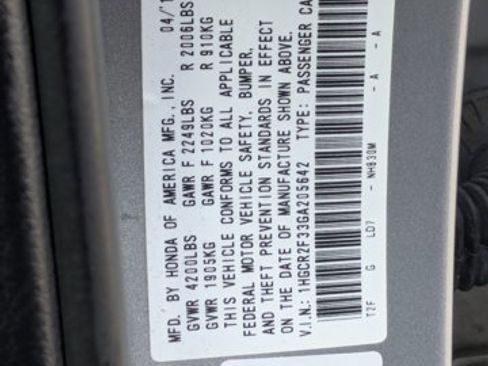 MFD. BY HONDA OF AMERICA MFG., INC. 04/
GVWR 4200LBS GAWR F 2249LBS R 2006LBS
GVWR 1905KG GAWR F 1020KG R 910KG
THIS VEHICLE CONFORMS TO ALL APPLICABLE
FEDERAL MOTOR VEHICLE SAFETY, BUMPER,
AND THEFT PREVENTION STANDARDS IN EFFECT
ON THE DATE OF MANUFACTURE SHOWN ABOVE.
V.I.N.: 1HGCR2F33GA205642 TYPE: PASSENGER CA
T2F G LD7 - NH830M - A - A